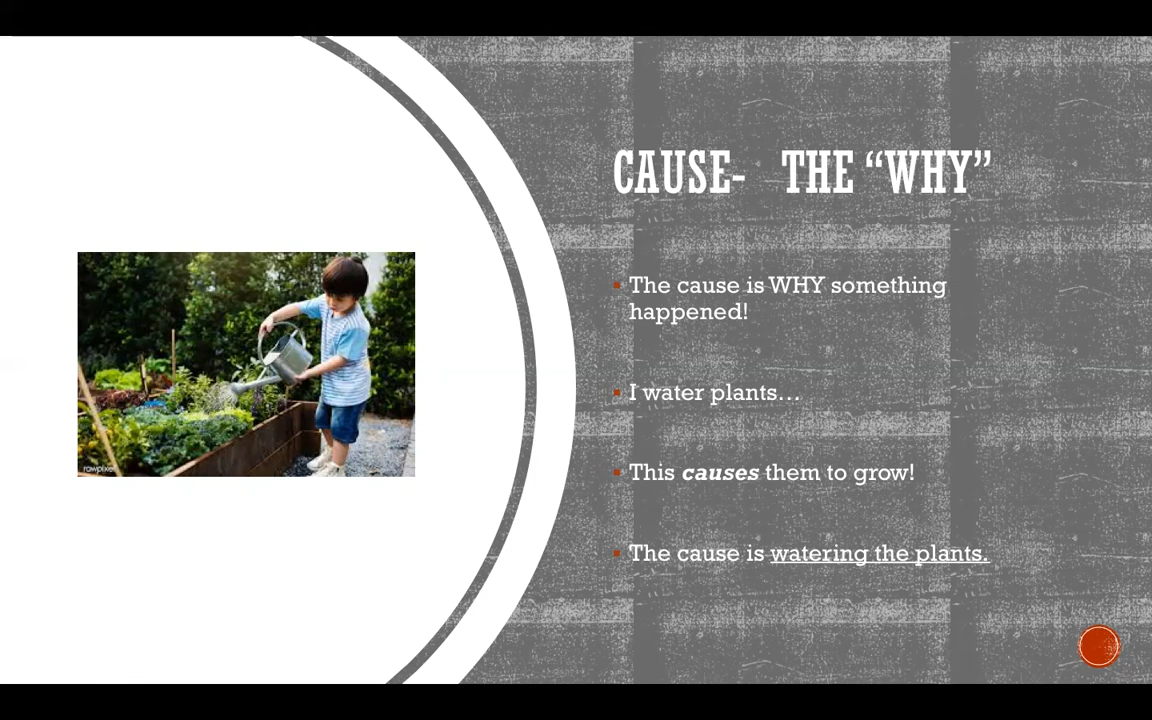 CAUSE- THE “WHY”
The cause is WHY something
happened!
I water plants…
This causes them to grow!
The cause is watering the plants.
rawpixel